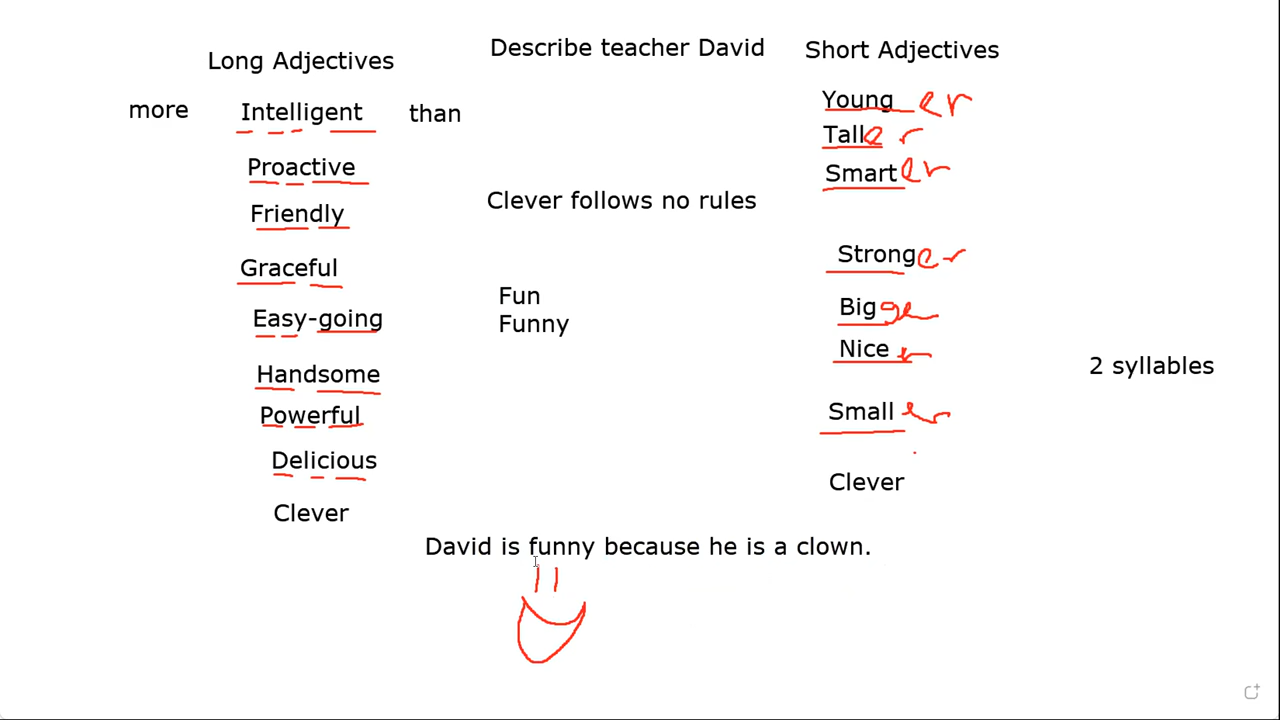 Long Adjectives
more Intelligent than
Proactive
Friendly
Graceful
Easy-going
Handsome
Powerful
Delicious
Clever
Describe teacher David
Clever follows no rules
Fun
Funny
Short Adjectives
Young er
Tall er
Smart er
Strong er
Big ger
Nice r
Small er
Clever
2 syllables
David is funny because he is a clown.